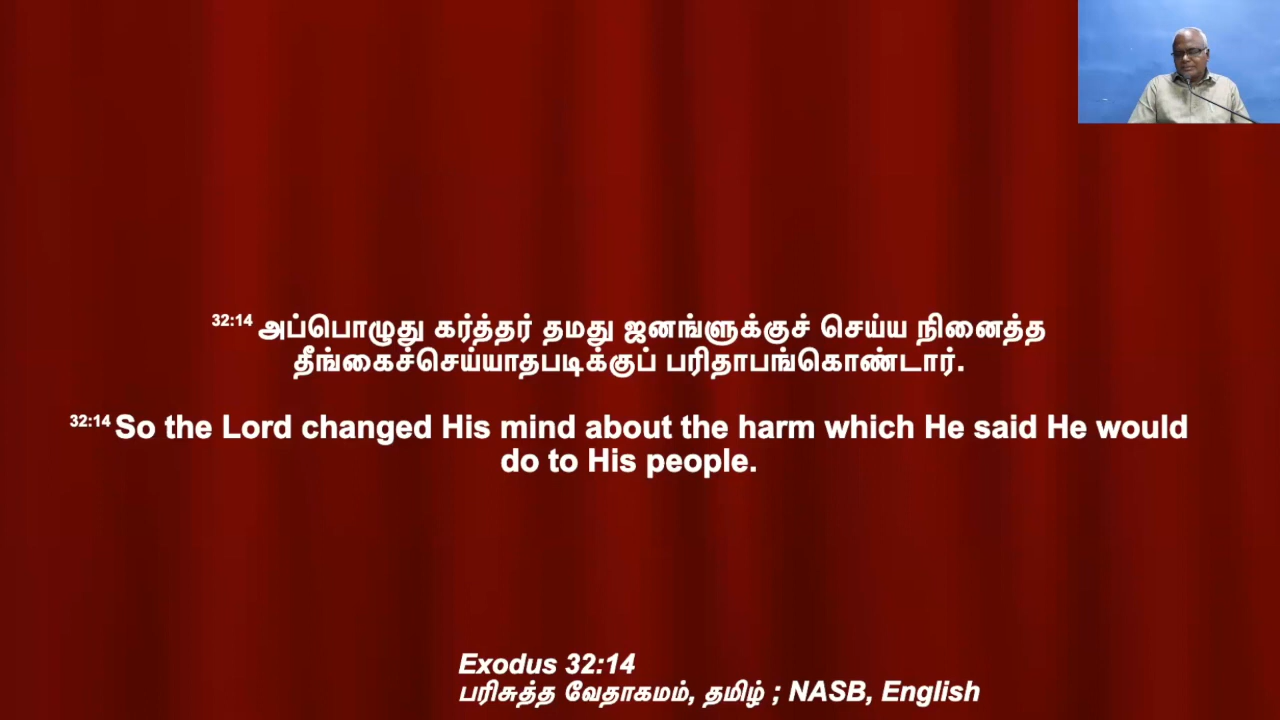 32:14 அப்பொழுது கர்த்தர் தமது ஜனங்ளுக்குச் செய்ய நினைத்த
தீங்கைச்செய்யாதபடிக்குப் பரிதாபங்கொண்டார்.
32:14 So the Lord changed His mind about the harm which He said He would
do to His people.
Exodus 32:14
பரிசுத்த வேதாகமம், தமிழ் ; NASB, English